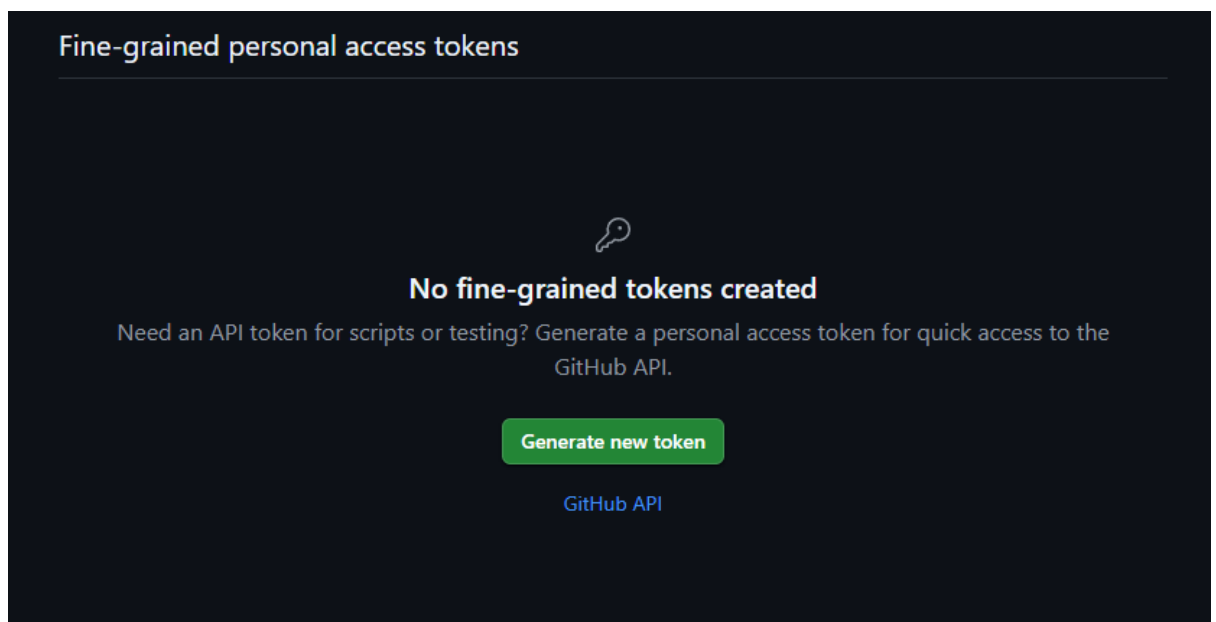 Fine-grained personal access tokens
No fine-grained tokens created
Need an API token for scripts or testing? Generate a personal access token for quick access to the
GitHub API.
Generate new token
GitHub API